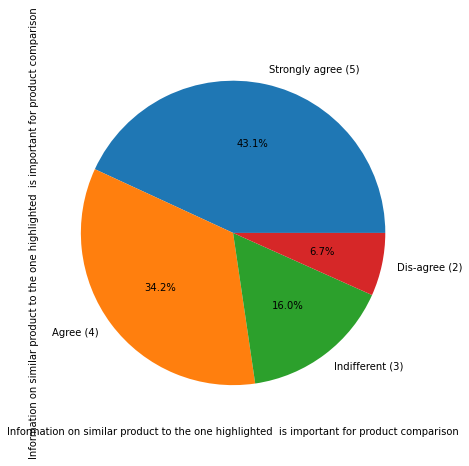 Information on similar product to the one highlighted  is important for product comparison
Strongly agree (5)
43.1%
6.7%
Dis-agree (2)
34.2%
16.0%
Agree (4)
Indifferent (3)
Information on similar product to the one highlighted  is important for product comparison